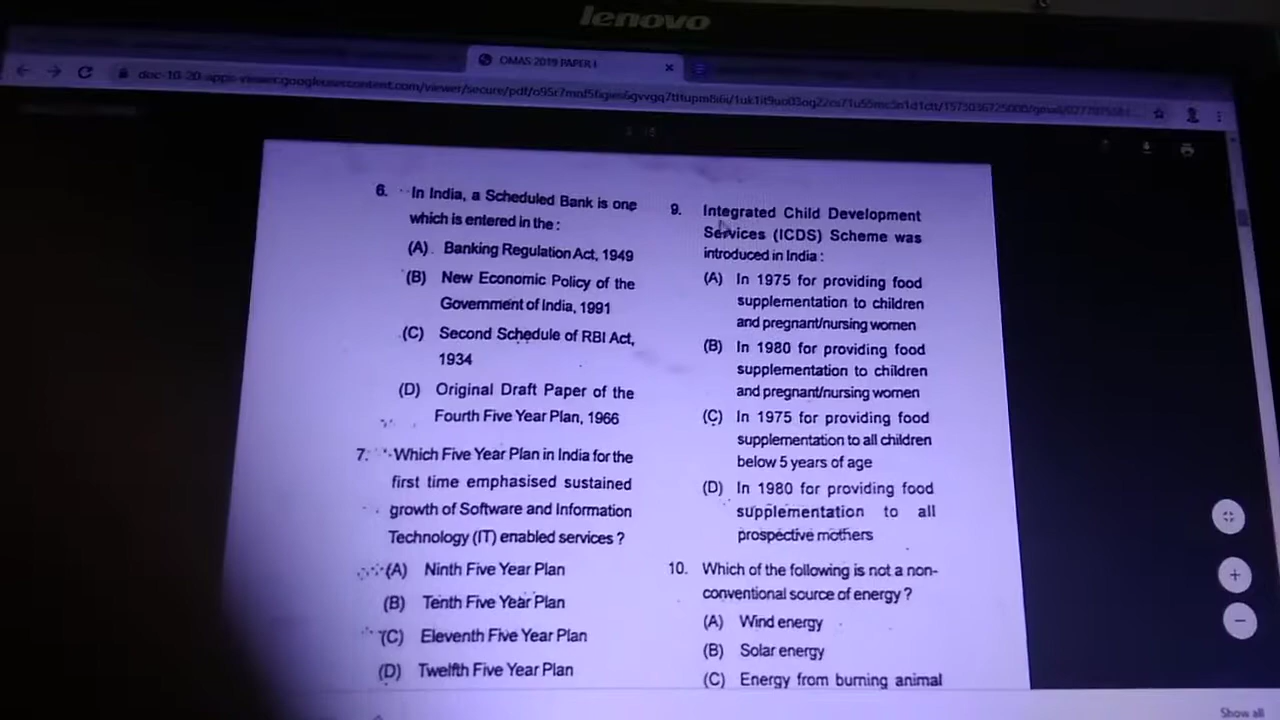 lenovo
OMAS 2019 PAPER I
6. In India, a Scheduled Bank is one
which is entered in the :
(A) Banking Regulation Act, 1949
(B) New Economic Policy of the
Government of India, 1991
(C) Second Schedule of RBI Act,
1934
(D) Original Draft Paper of the
Fourth Five Year Plan, 1966
7. Which Five Year Plan in India for the
first time emphasised sustained
growth of Software and Information
Technology (IT) enabled services ?
(A) Ninth Five Year Plan
(B) Tenth Five Year Plan
(C) Eleventh Five Year Plan
(D) Twelfth Five Year Plan
9. Integrated Child Development
Services (ICDS) Scheme was
introduced in India :
(A) In 1975 for providing food
supplementation to children
and pregnant/nursing women
(B) In 1980 for providing food
supplementation to children
and pregnant/nursing women
(C) In 1975 for providing food
supplementation to all children
below 5 years of age
(D) In 1980 for providing food
supplementation to all
prospective mothers
10. Which of the following is not a non-
conventional source of energy ?
(A) Wind energy
(B) Solar energy
(C) Energy from burning animal
Show all